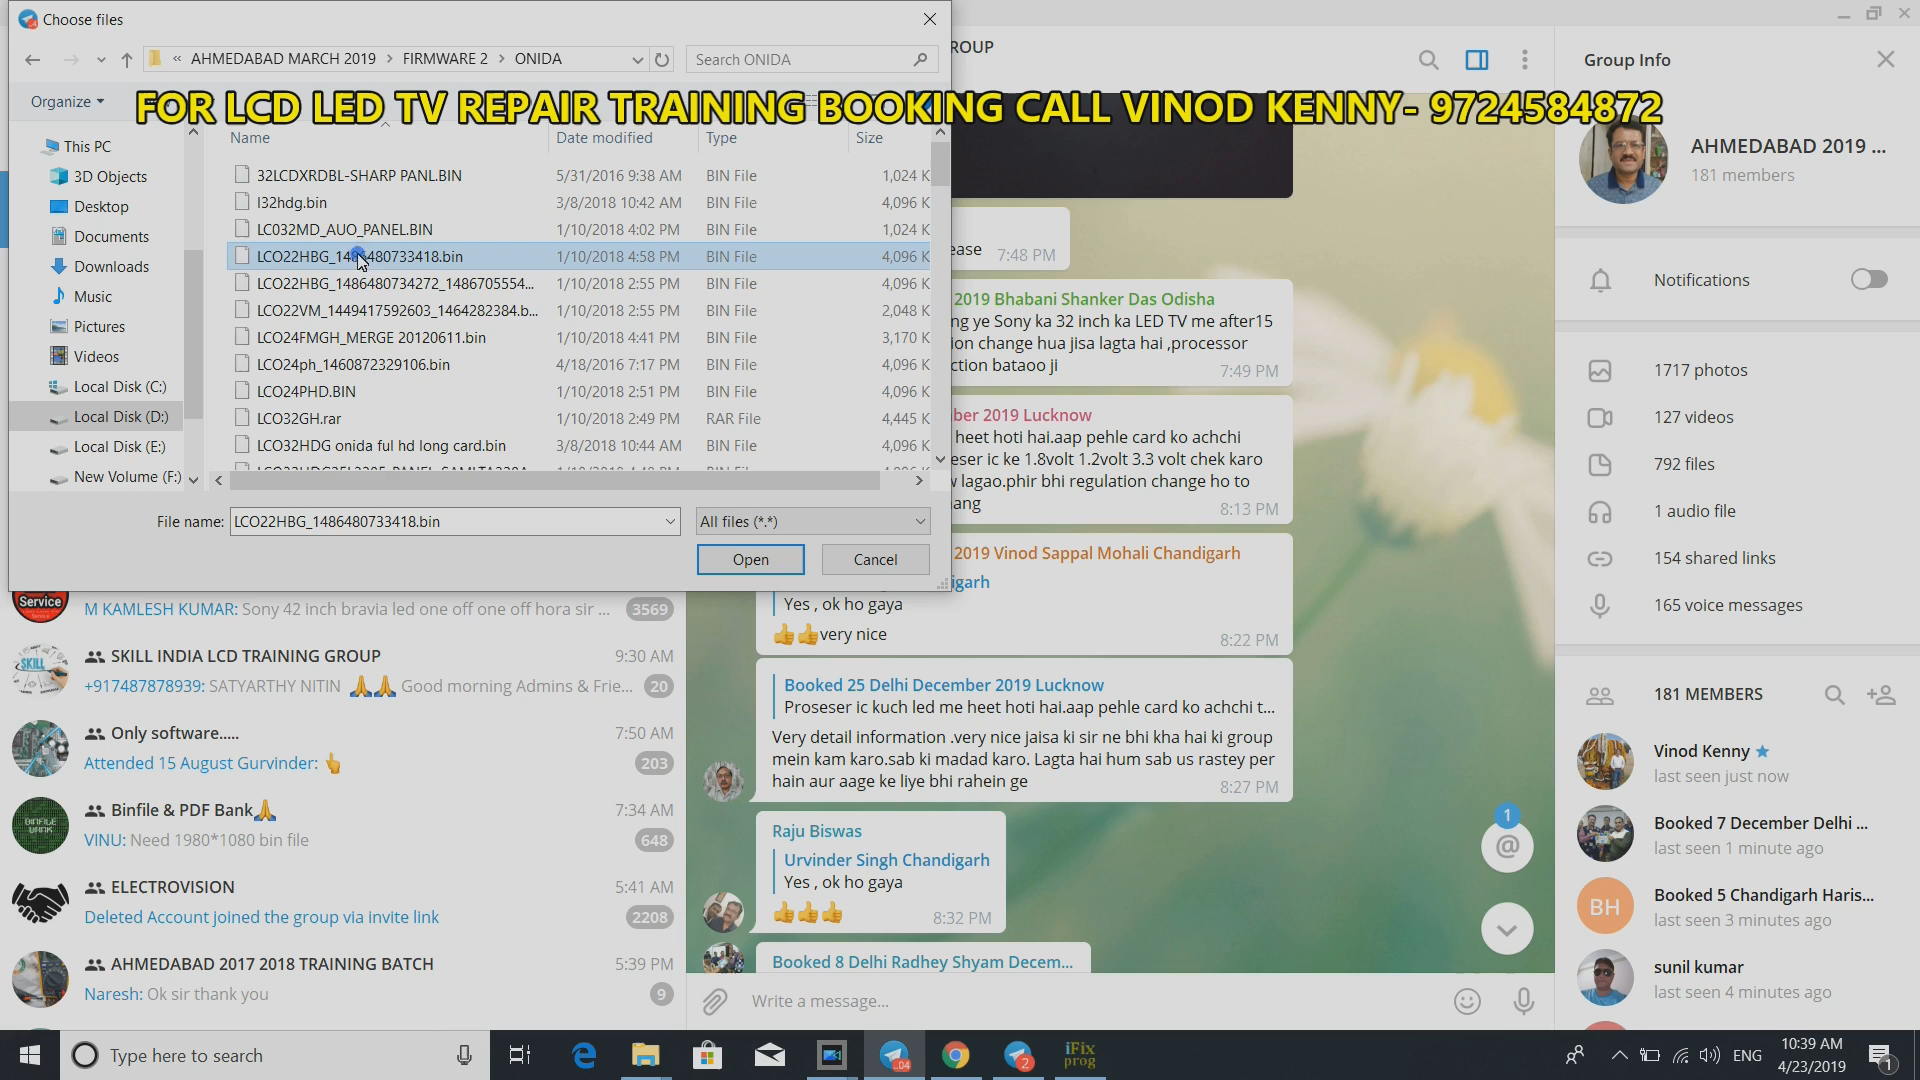 Choose files
« AHMEDABAD MARCH 2019 > FIRMWARE 2 > ONIDA
Search ONIDA
Organize
FOR LCD LED TV REPAIR TRAINING BOOKING CALL VINOD KENNY- 9724584872
This PC
3D Objects
Desktop
Documents
Downloads
Music
Pictures
Videos
Local Disk (C:)
Local Disk (D:)
Local Disk (E:)
New Volume (F:)
Name Date modified Type Size
32LCDXRDBL-SHARP PANL.BIN 5/31/2016 9:38 AM BIN File 1,024 K
l32hdg.bin 3/8/2018 10:42 AM BIN File 4,096 K
LC032MD_AUO_PANEL.BIN 1/10/2018 4:02 PM BIN File 1,024 K
LCO22HBG_1486480733418.bin 1/10/2018 4:58 PM BIN File 4,096 K
LCO22HBG_1486480734272_1486705554... 1/10/2018 2:55 PM BIN File 4,096 K
LCO22VM_1449417592603_1464282384.b... 1/10/2018 2:55 PM BIN File 2,048 K
LCO24FMGH_MERGE 20120611.bin 1/10/2018 4:41 PM BIN File 3,170 K
LCO24ph_1460872329106.bin 4/18/2016 7:17 PM BIN File 4,096 K
LCO24PHD.BIN 1/10/2018 2:51 PM BIN File 4,096 K
LCO32GH.rar 1/10/2018 2:49 PM RAR File 4,445 K
LCO32HDG onida ful hd long card.bin 3/8/2018 10:44 AM BIN File 4,096 K
File name: LCO22HBG_1486480733418.bin
All files (*.*)
Open
Cancel
Service
M KAMLESH KUMAR: Sony 42 inch bravia led one off one off hora sir ... 3569
SKILL
SKILL INDIA LCD TRAINING GROUP 9:30 AM
+917487878939: SATYARTHY NITIN 🙏🙏 Good morning Admins & Frie... 20
Only software..... 7:50 AM
Attended 15 August Gurvinder: 👆 203
BINFILE
BANK
Binfile & PDF Bank🙏 7:34 AM
VINU: Need 1980*1080 bin file 648
ELECTROVISION 5:41 AM
Deleted Account joined the group via invite link 2208
AHMEDABAD 2017 2018 TRAINING BATCH 5:39 PM
Naresh: Ok sir thank you 9
ROUP
ease 7:48 PM
2019 Bhabani Shanker Das Odisha
ng ye Sony ka 32 inch ka LED TV me after15
ion change hua jisa lagta hai ,processor
ction bataoo ji
7:49 PM
ber 2019 Lucknow
heet hoti hai.aap pehle card ko achchi
eser ic ke 1.8volt 1.2volt 3.3 volt chek karo
lagao.phir bhi regulation change ho to
ang
8:13 PM
2019 Vinod Sappal Mohali Chandigarh
igarh
Yes , ok ho gaya
👍👍very nice
8:22 PM
Booked 25 Delhi December 2019 Lucknow
Proseser ic kuch led me heet hoti hai.aap pehle card ko achchi t...
Very detail information .very nice jaisa ki sir ne bhi kha hai ki group
mein kam karo.sab ki madad karo. Lagta hai hum sab us rastey per
hain aur aage ke liye bhi rahein ge
8:27 PM
Raju Biswas
Urvinder Singh Chandigarh
Yes , ok ho gaya
👍👍👍
8:32 PM
Booked 8 Delhi Radhey Shyam Decem...
1
@
Write a message...
Group Info
AHMEDABAD 2019 ...
181 members
Notifications
1717 photos
127 videos
792 files
1 audio file
154 shared links
165 voice messages
181 MEMBERS
Vinod Kenny
last seen just now
Booked 7 December Delhi ...
last seen 1 minute ago
BH
Booked 5 Chandigarh Haris...
last seen 3 minutes ago
sunil kumar
last seen 4 minutes ago
Type here to search
..04
2
iFix
prog
ENG
10:39 AM
4/23/2019
1